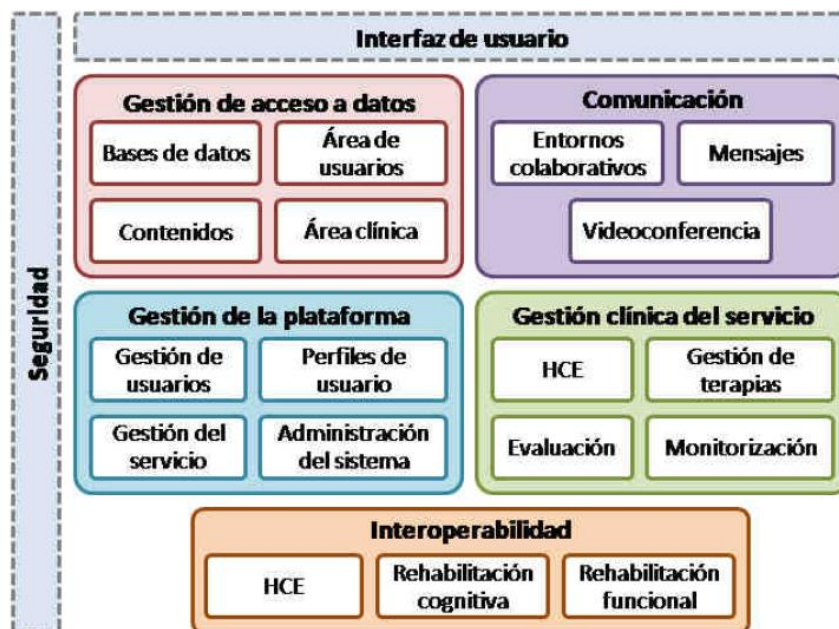 Interfaz de usuario
Seguridad
Gestión de acceso a datos
Bases de datos
Área de
usuarios
Contenidos
Área clínica
Comunicación
Entornos
colaborativos
Mensajes
Videoconferencia
Gestión de la plataforma
Gestión de
usuarios
Perfiles de
usuario
Gestión del
servicio
Administración
del sistema
Gestión clínica del servicio
HCE
Gestión de
terapias
Evaluación
Monitorización
Interoperabilidad
HCE
Rehabilitación
cognitiva
Rehabilitación
funcional